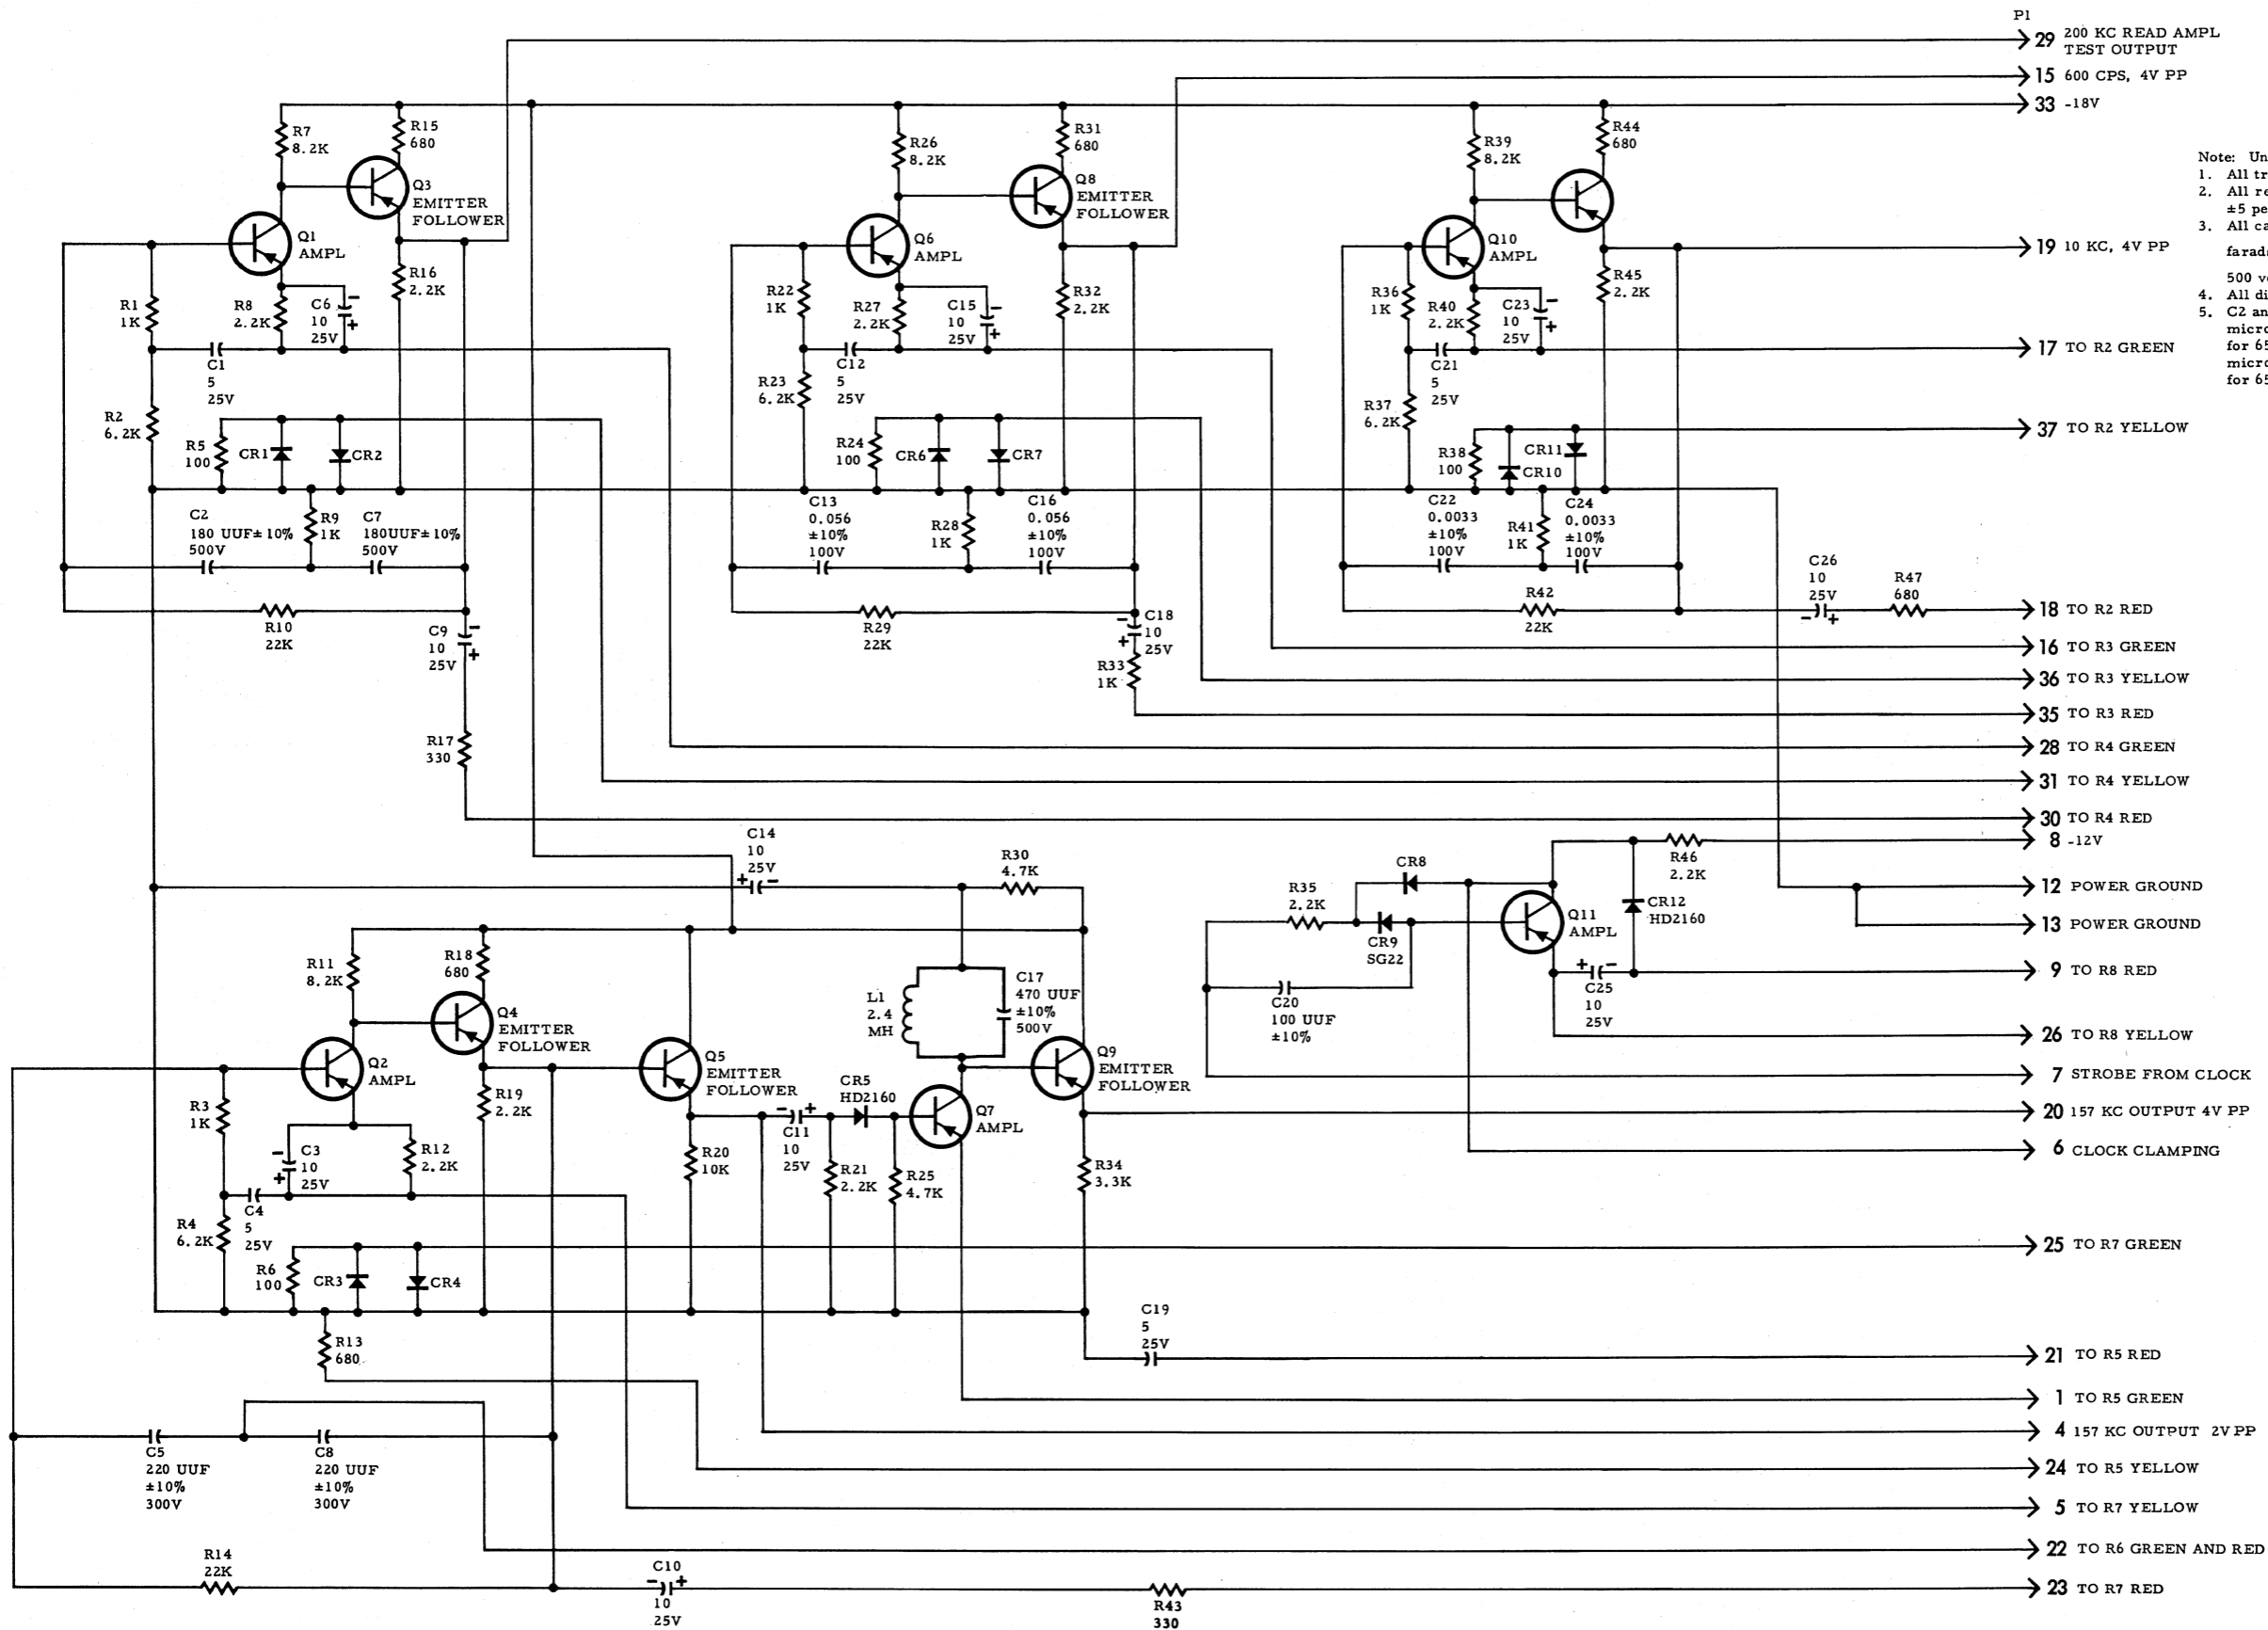 P1
29 200 KC READ AMPL
TEST OUTPUT
15 600 CPS, 4V PP
33 -18V
R7
8.2K
R15
680
Q3
EMITTER
FOLLOWER
Q1
AMPL
R1
1K
R8
2.2K
C6
10
25V
R16
2.2K
C1
5
25V
R2
6.2K
R5
100
CR1
CR2
C2
180 UUF±10%
500V
R9
1K
C7
180UUF±10%
500V
R10
22K
C9
10
25V
R17
330
R26
8.2K
R31
680
Q8
EMITTER
FOLLOWER
Q6
AMPL
R22
1K
R27
2.2K
C15
10
25V
R32
2.2K
R23
6.2K
C12
5
25V
R24
100
CR6
CR7
C13
0.056
±10%
100V
R28
1K
C16
0.056
±10%
100V
R29
22K
C18
10
25V
R33
1K
R39
8.2K
R44
680
Q10
AMPL
R36
1K
R40
2.2K
C23
10
25V
R45
2.2K
R37
6.2K
C21
5
25V
R38
100
CR11
CR10
C22
0.0033
±10%
100V
R41
1K
C24
0.0033
±10%
100V
R42
22K
C26
10
25V
R47
680
Note: Un
1. All tr
2. All re
±5 pe
3. All ca
farad
500 v
4. All di
5. C2 an
micro
for 65
micro
for 65
19 10 KC, 4V PP
17 TO R2 GREEN
37 TO R2 YELLOW
18 TO R2 RED
16 TO R3 GREEN
36 TO R3 YELLOW
35 TO R3 RED
28 TO R4 GREEN
31 TO R4 YELLOW
30 TO R4 RED
8 -12V
12 POWER GROUND
13 POWER GROUND
9 TO R8 RED
26 TO R8 YELLOW
7 STROBE FROM CLOCK
20 157 KC OUTPUT 4V PP
6 CLOCK CLAMPING
25 TO R7 GREEN
21 TO R5 RED
1 TO R5 GREEN
4 157 KC OUTPUT 2V PP
24 TO R5 YELLOW
5 TO R7 YELLOW
22 TO R6 GREEN AND RED
23 TO R7 RED
C14
10
25V
R30
4.7K
R11
8.2K
R18
680
Q4
EMITTER
FOLLOWER
Q2
AMPL
L1
2.4
MH
C17
470 UUF
±10%
500V
Q5
EMITTER
FOLLOWER
Q9
EMITTER
FOLLOWER
R3
1K
R19
2.2K
CR5
HD2160
Q7
AMPL
C3
10
25V
R12
2.2K
R20
10K
C11
10
25V
R21
2.2K
R25
4.7K
R34
3.3K
R4
6.2K
C4
5
25V
R6
100
CR3
CR4
R13
680
C19
5
25V
C5
220 UUF
±10%
300V
C8
220 UUF
±10%
300V
R14
22K
C10
10
25V
R43
330
CR8
R35
2.2K
CR9
SG22
C20
100 UUF
±10%
Q11
AMPL
R46
2.2K
CR12
HD2160
C25
10
25V